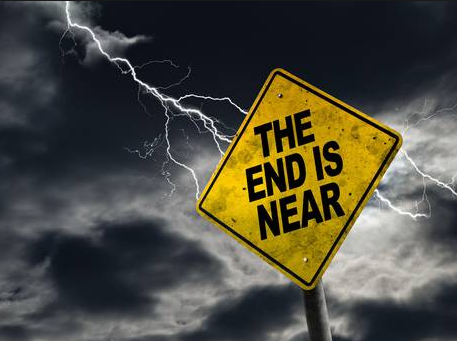 THE
END IS
NEAR